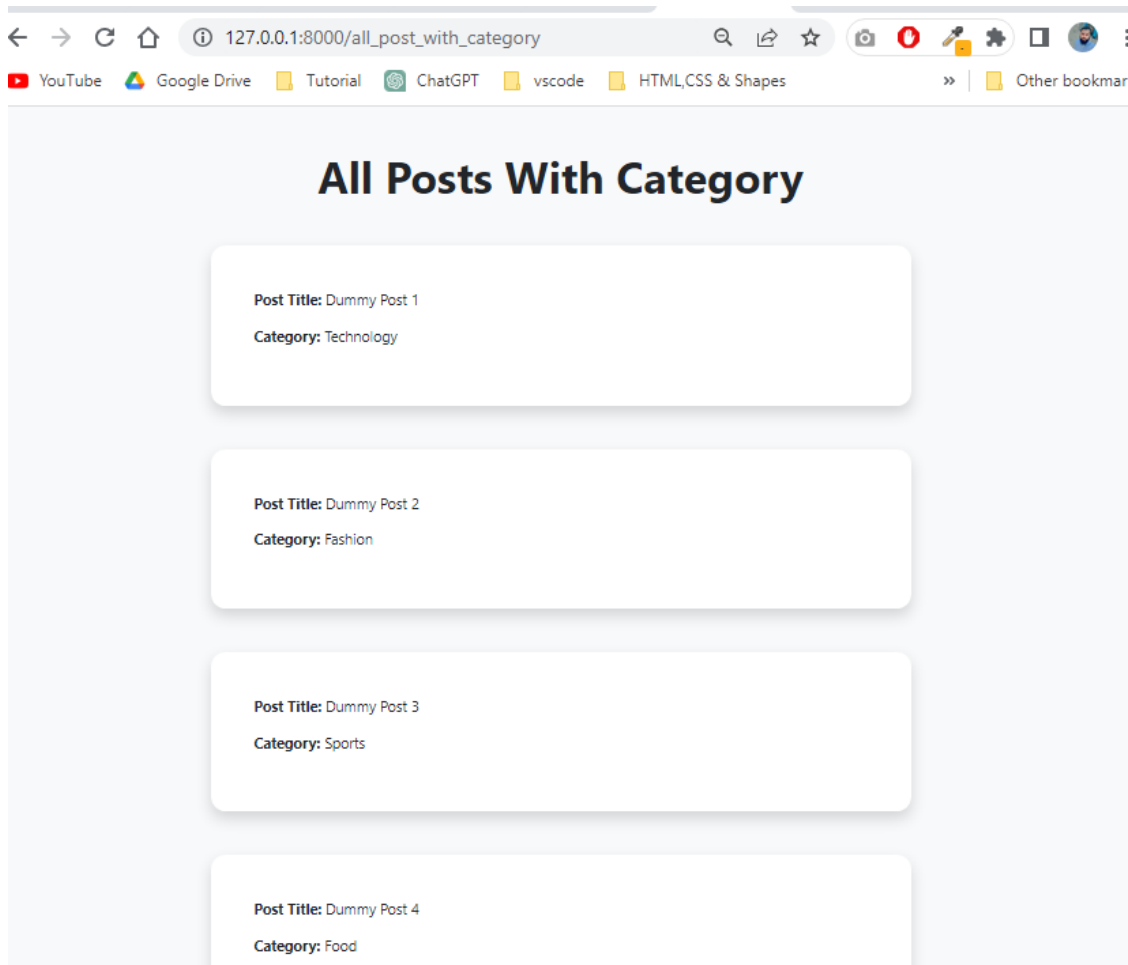 127.0.0.1:8000/all_post_with_category
YouTube Google Drive Tutorial ChatGPT vscode HTML,CSS & Shapes » Other bookmar
All Posts With Category
Post Title: Dummy Post 1
Category: Technology
Post Title: Dummy Post 2
Category: Fashion
Post Title: Dummy Post 3
Category: Sports
Post Title: Dummy Post 4
Category: Food